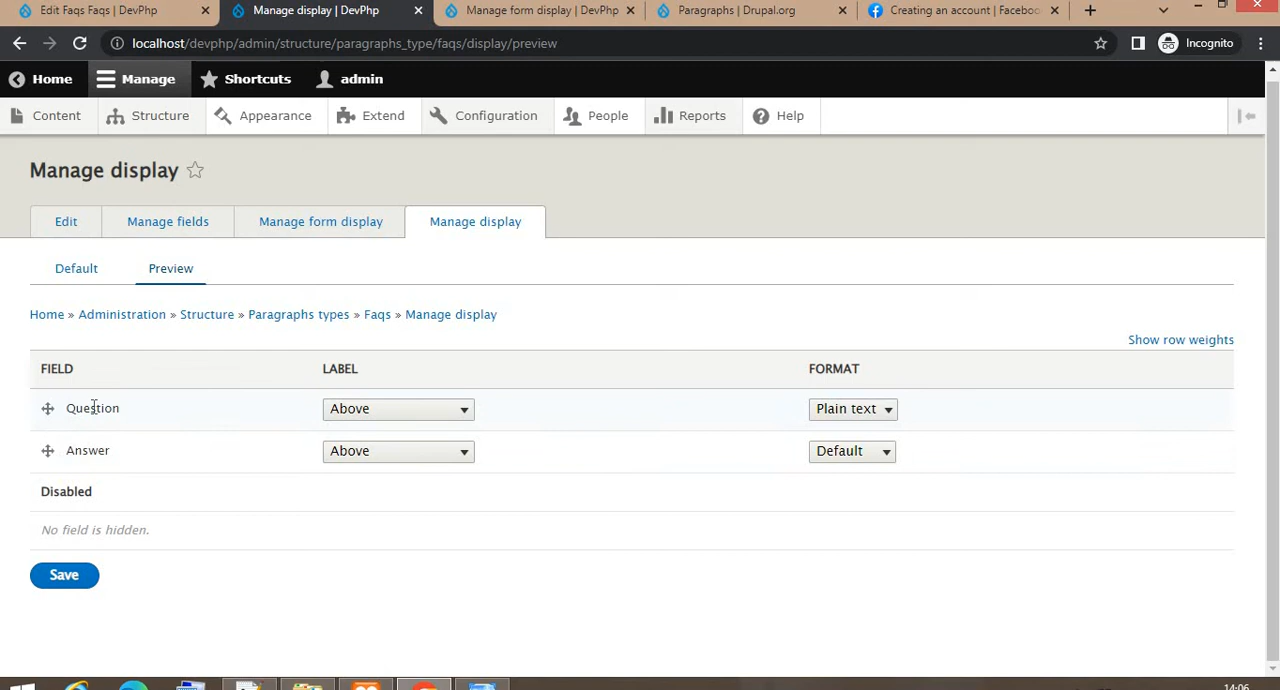 Edit Faqs Faqs | DevPhp
Manage display | DevPhp
Manage form display | DevPhp
Paragraphs | Drupal.org
Creating an account | Faceboo
localhost/devphp/admin/structure/paragraphs_type/faqs/display/preview
Incognito
Home
Manage
Shortcuts
admin
Content
Structure
Appearance
Extend
Configuration
People
Reports
Help
Manage display
Edit
Manage fields
Manage form display
Manage display
Default
Preview
Home » Administration » Structure » Paragraphs types » Faqs » Manage display
Show row weights
FIELD LABEL FORMAT
Question Above Plain text
Answer Above Default
Disabled
No field is hidden.
Save
14:06